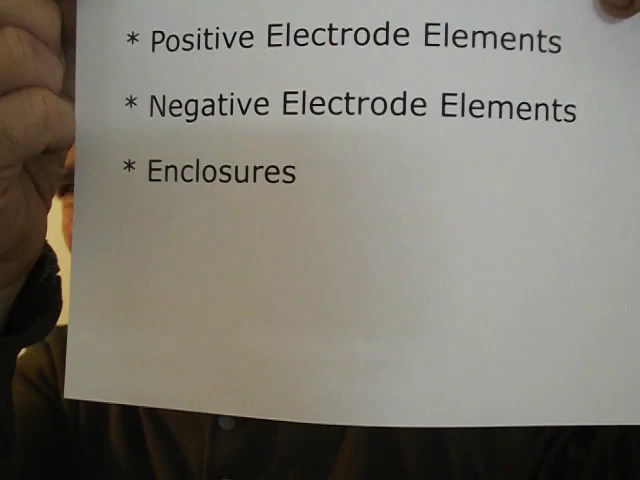 * Positive Electrode Elements
* Negative Electrode Elements
* Enclosures